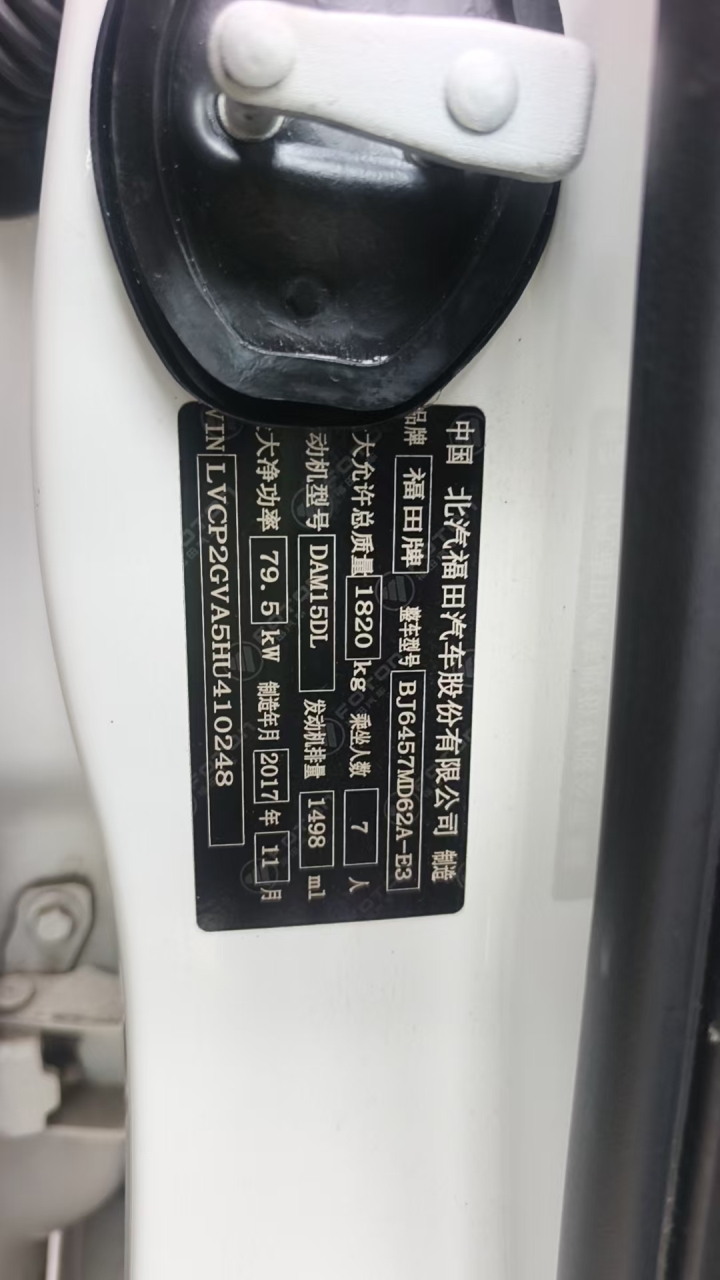 中国 北汽福田汽车股份有限公司 制造
品牌 福田牌 整车型号 BJ6457MD62A-E3
大允许总质量 1820 kg 乘坐人数 7 人
动机型号 DAM15DL 发动机排量 1498 ml
大净功率 79.5 kW 制造年月 2017 年 11 月
VIN LVCP2GVA5HU410248